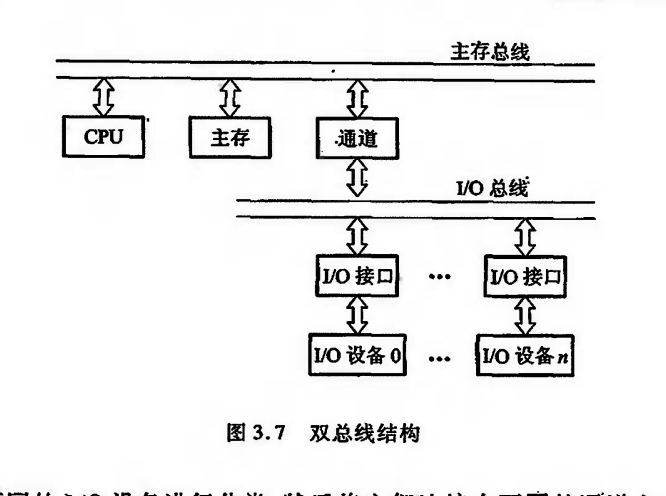 主存总线
CPU
主存
通道
I/O 总线
I/O 接口
…
I/O 接口
I/O 设备 0
…
I/O 设备 n
图 3.7 双总线结构